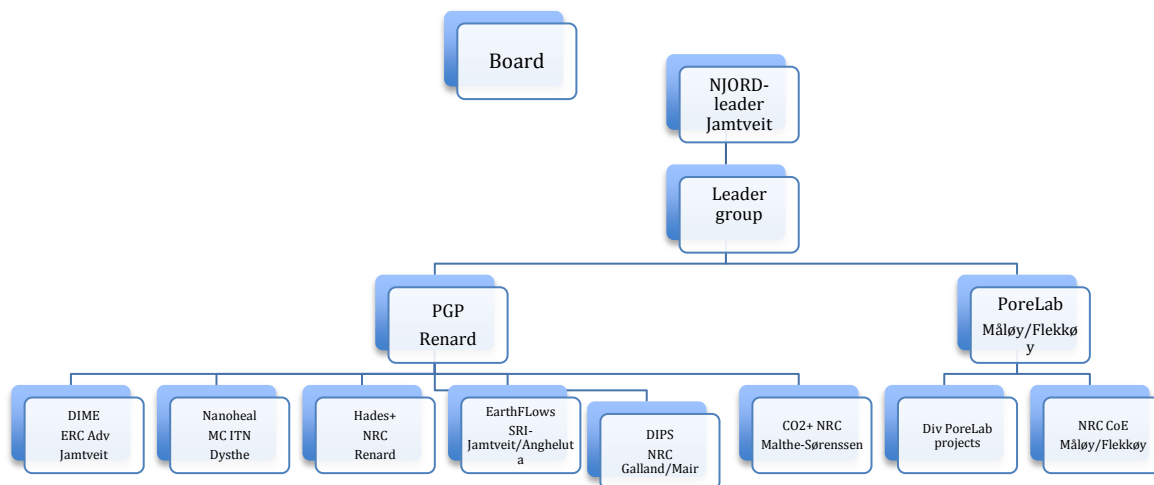 Board
NJORD-
leader
Jamtveit
Leader
group
PGP
Renard
PoreLab
Måløy/Flekkø
y
DIME
ERC Adv
Jamtveit
Nanoheal
MC ITN
Dysthe
Hades+
NRC
Renard
EarthFLows
SRI-
Jamtveit/Anghelut
a
DIPS
NRC
Galland/Mair
CO2+ NRC
Malthe-Sørenssen
Div PoreLab
projects
NRC CoE
Måløy/Flekkøy